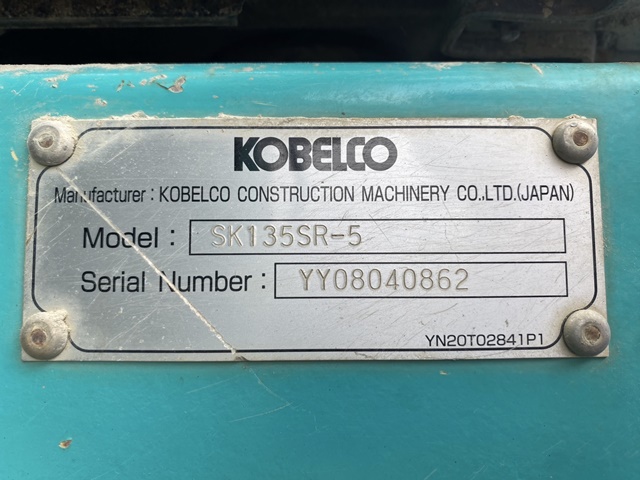 KOBELCO
Manufacturer : KOBELCO CONSTRUCTION MACHINERY CO.,LTD.(JAPAN)
Model : SK135SR-5
Serial Number : YY08040862
YN20T02841P1